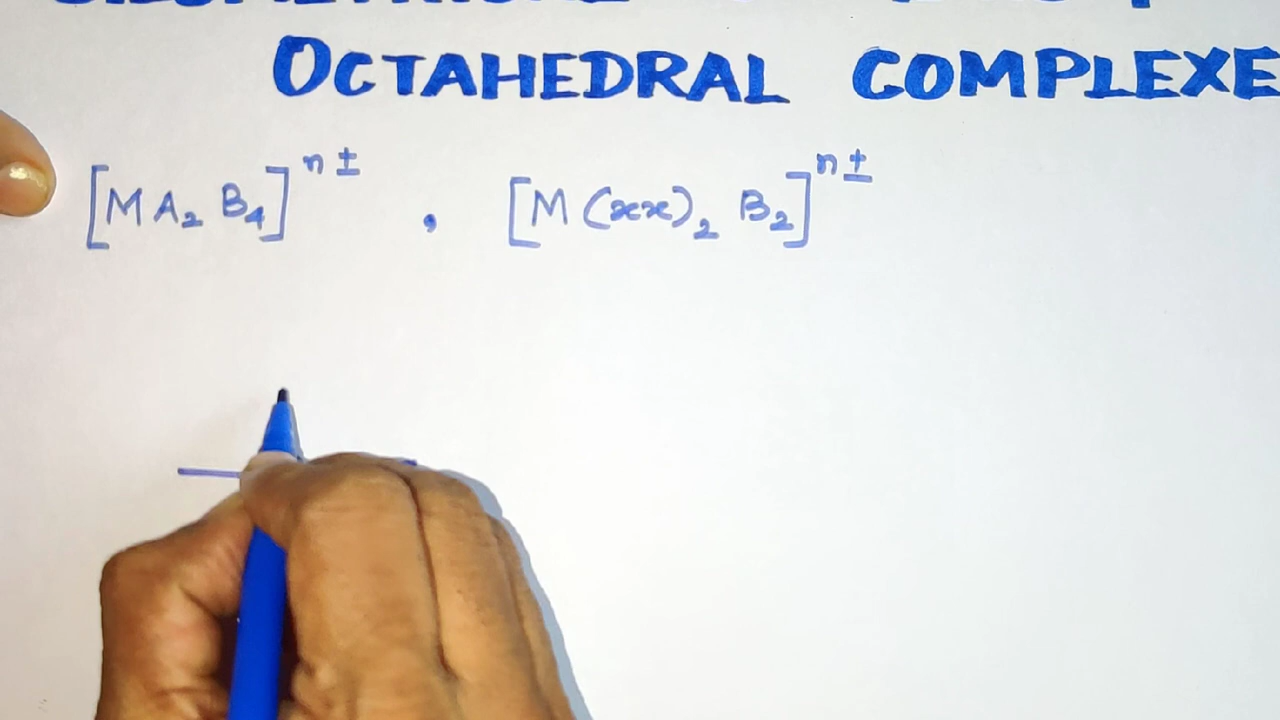 OCTAHEDRAL COMPLEXE
[MA₂ B₄]ⁿ± , [M (xx)₂ B₂]ⁿ±